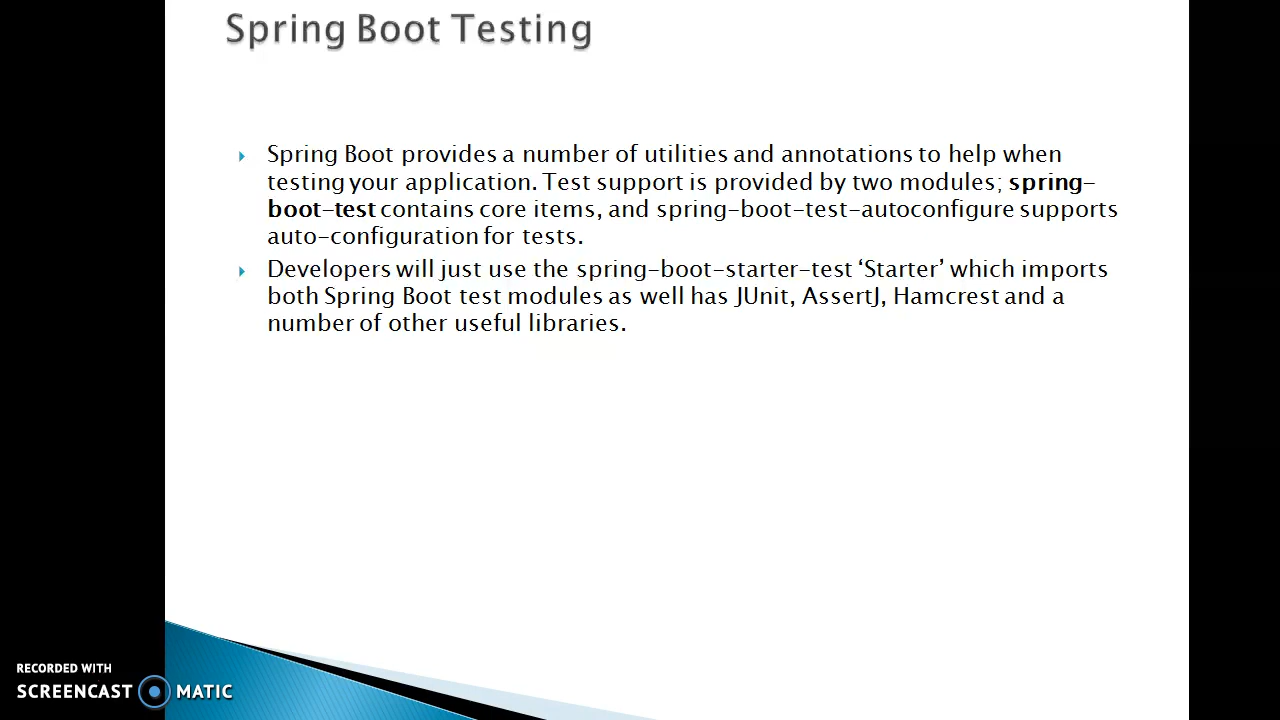 Spring Boot Testing
Spring Boot provides a number of utilities and annotations to help when
testing your application. Test support is provided by two modules; spring-
boot-test contains core items, and spring-boot-test-autoconfigure supports
auto-configuration for tests.
Developers will just use the spring-boot-starter-test ‘Starter’ which imports
both Spring Boot test modules as well has JUnit, AssertJ, Hamcrest and a
number of other useful libraries.
RECORDED WITH
SCREENCAST MATIC